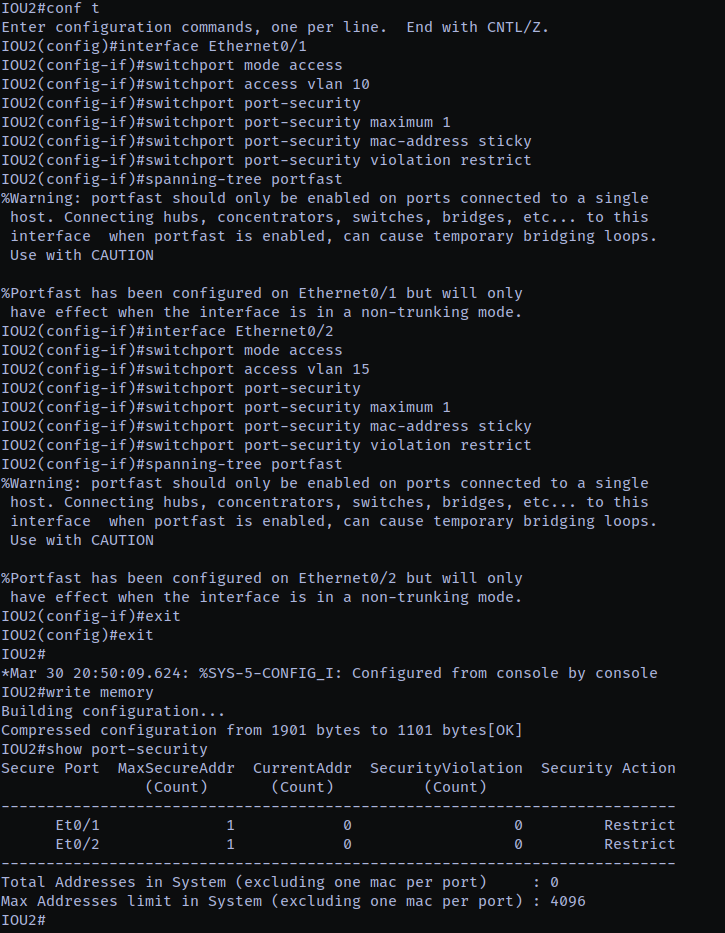 IOU2#conf t
Enter configuration commands, one per line.  End with CNTL/Z.
IOU2(config)#interface Ethernet0/1
IOU2(config-if)#switchport mode access
IOU2(config-if)#switchport access vlan 10
IOU2(config-if)#switchport port-security
IOU2(config-if)#switchport port-security maximum 1
IOU2(config-if)#switchport port-security mac-address sticky
IOU2(config-if)#switchport port-security violation restrict
IOU2(config-if)#spanning-tree portfast
%Warning: portfast should only be enabled on ports connected to a single
 host. Connecting hubs, concentrators, switches, bridges, etc... to this
 interface  when portfast is enabled, can cause temporary bridging loops.
 Use with CAUTION

%Portfast has been configured on Ethernet0/1 but will only
 have effect when the interface is in a non-trunking mode.
IOU2(config-if)#interface Ethernet0/2
IOU2(config-if)#switchport mode access
IOU2(config-if)#switchport access vlan 15
IOU2(config-if)#switchport port-security
IOU2(config-if)#switchport port-security maximum 1
IOU2(config-if)#switchport port-security mac-address sticky
IOU2(config-if)#switchport port-security violation restrict
IOU2(config-if)#spanning-tree portfast
%Warning: portfast should only be enabled on ports connected to a single
 host. Connecting hubs, concentrators, switches, bridges, etc... to this
 interface  when portfast is enabled, can cause temporary bridging loops.
 Use with CAUTION

%Portfast has been configured on Ethernet0/2 but will only
 have effect when the interface is in a non-trunking mode.
IOU2(config-if)#exit
IOU2(config)#exit
IOU2#
*Mar 30 20:50:09.624: %SYS-5-CONFIG_I: Configured from console by console
IOU2#write memory
Building configuration...
Compressed configuration from 1901 bytes to 1101 bytes[OK]
IOU2#show port-security
Secure Port  MaxSecureAddr  CurrentAddr  SecurityViolation  Security Action
                (Count)       (Count)          (Count)
---------------------------------------------------------------------------
      Et0/1              1            0                  0         Restrict
      Et0/2              1            0                  0         Restrict
---------------------------------------------------------------------------
Total Addresses in System (excluding one mac per port)     : 0
Max Addresses limit in System (excluding one mac per port) : 4096
IOU2#